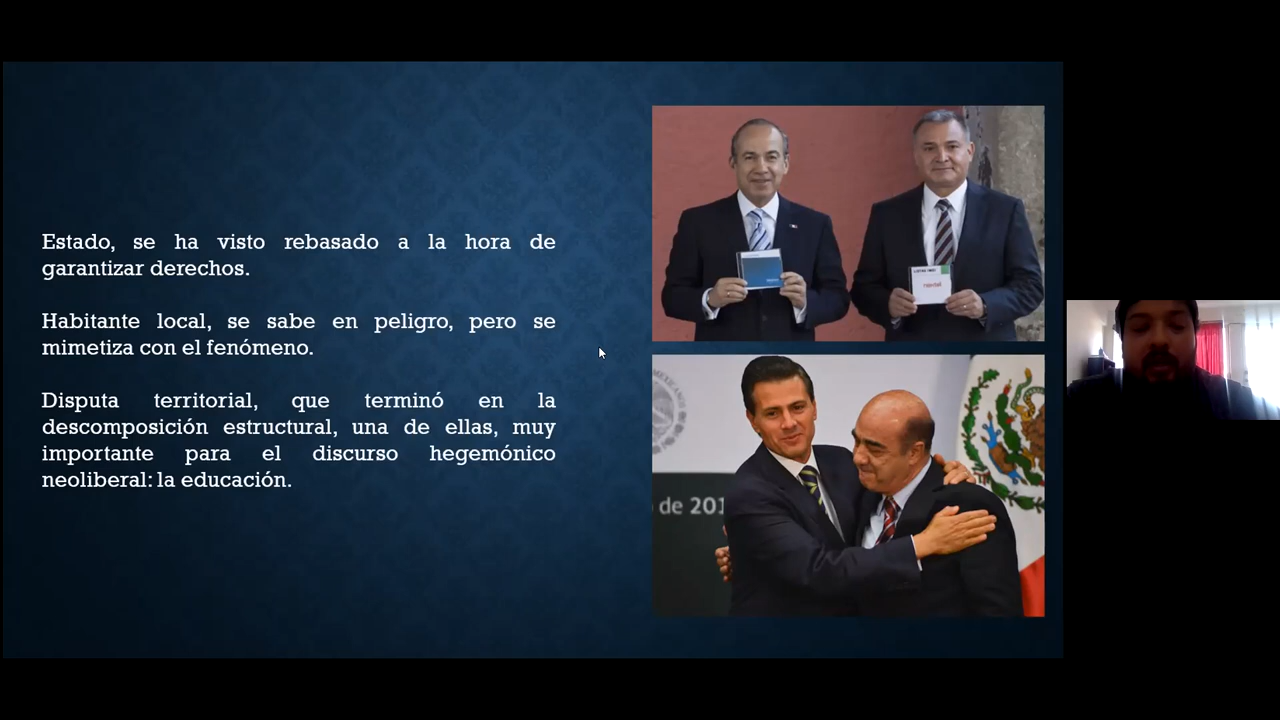 Estado, se ha visto rebasado a la hora de
garantizar derechos.
Habitante local, se sabe en peligro, pero se
mimetiza con el fenómeno.
Disputa territorial, que terminó en la
descomposición estructural, una de ellas, muy
importante para el discurso hegemónico
neoliberal: la educación.
de 201